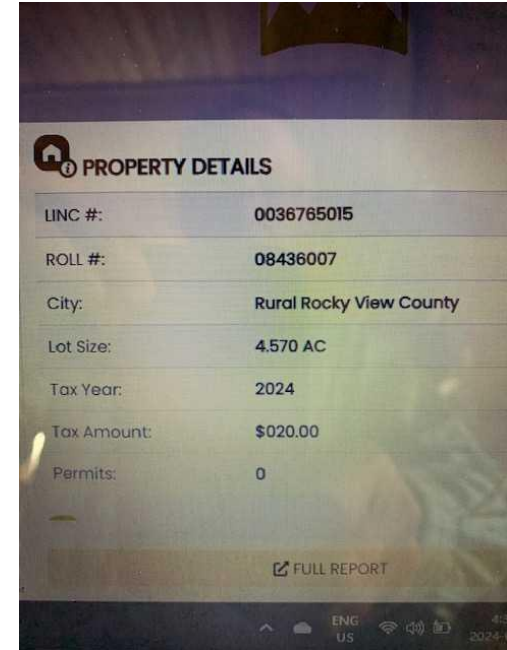 PROPERTY DETAILS
LINC #: 0036765015
ROLL #: 08436007
City: Rural Rocky View County
Lot Size: 4.570 AC
Tax Year: 2024
Tax Amount: $020.00
Permits: 0
FULL REPORT
ENG
US